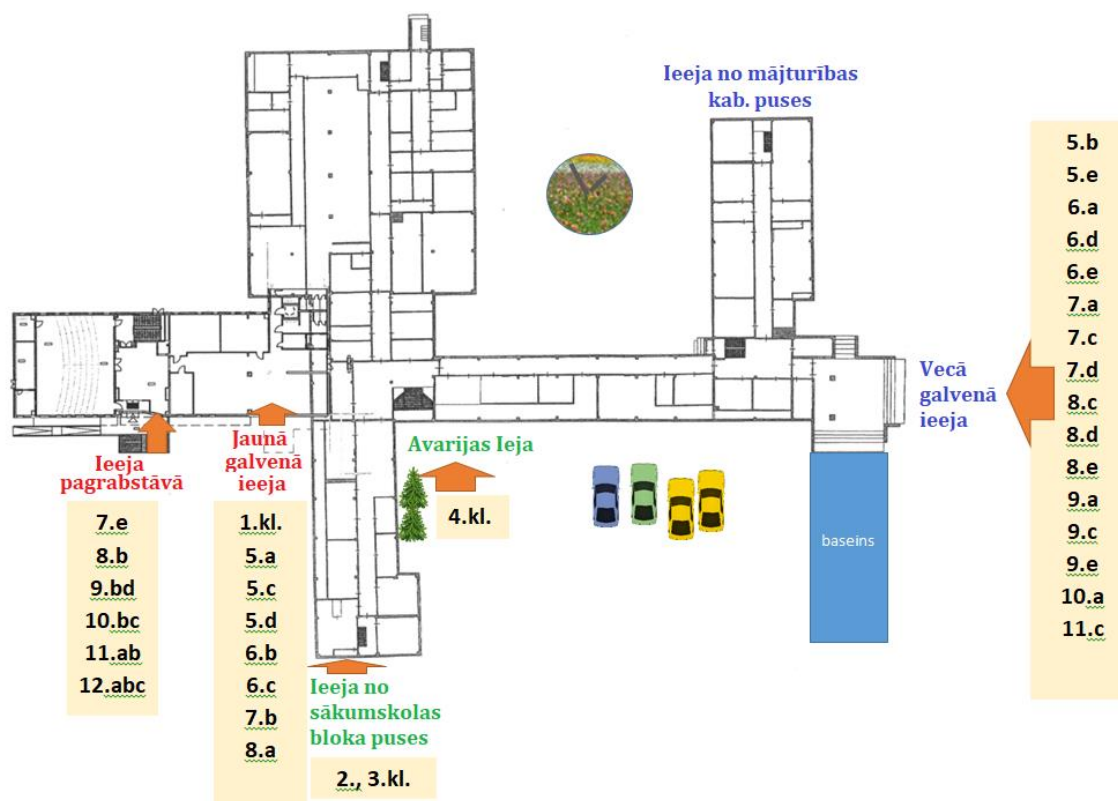 Ieeja no mājturības
kab. puses
5.b
5.e
6.a
6.d
6.e
7.a
7.c
7.d
8.c
8.d
8.e
9.a
9.c
9.e
10.a
11.c
Vecā
galvenā
ieeja
Avarijas Ieja
4.kl.
baseins
Ieeja
pagrabstāvā
7.e
8.b
9.bd
10.bc
11.ab
12.abc
Jaunā
galvenā
ieeja
1.kl.
5.a
5.c
5.d
6.b
6.c
7.b
8.a
Ieeja no
sākumskolas
bloka puses
2., 3.kl.